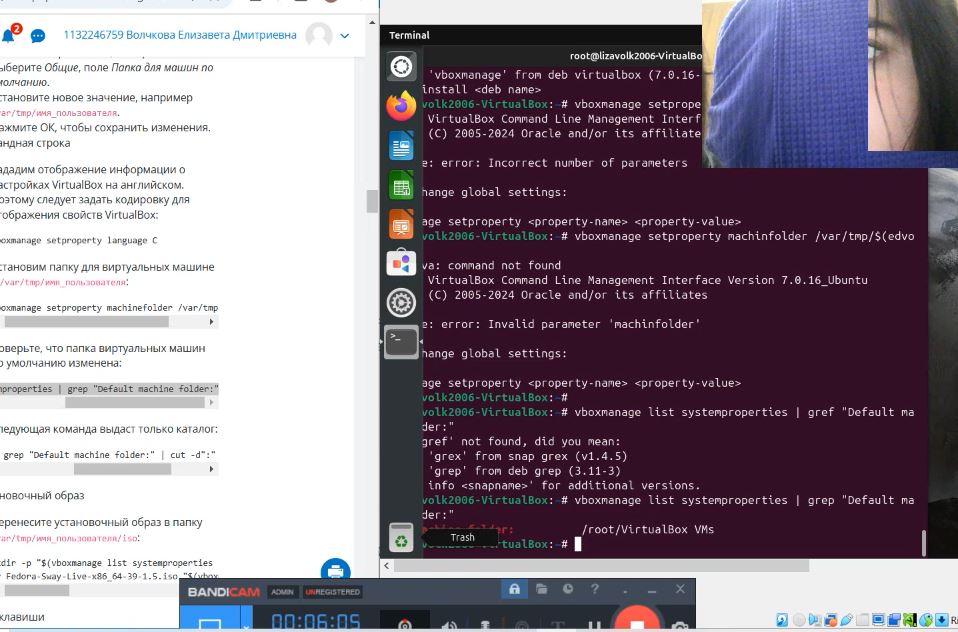 2
1132246759 Волчкова Елизавета Дмитриевна
ыберите Общие, поле Папка для машин по
молчанию.
становите новое значение, например
var/tmp/имя_пользователя.
ажмите ОК, чтобы сохранить изменения.
андная строка
ададим отображение информации о
астройках VirtualBox на английском.
оэтому следует задать кодировку для
тображения свойств VirtualBox:
oxmanage setproperty language C
становим папку для виртуальных машине
/var/tmp/имя_пользователя:
oxmanage setproperty machinefolder /var/tmp
оверьте, что папка виртуальных машин
о умолчанию изменена:
mproperties | grep "Default machine folder:"
ледующая команда выдаст только каталог:
grep "Default machine folder:" | cut -d":"
новочный образ
еренесите установочный образ в папку
var/tmp/имя_пользователя/iso:
dir -p "$(vboxmanage list systemproperties
Fedora-Sway-Live-x86_64-39-1.5.iso "$(vbox
клавиши
Terminal
root@lizavolk2006-VirtualBo
'vboxmanage' from deb virtualbox (7.0.16-
install <deb name>
volk2006-VirtualBox:~# vboxmanage setprope
VirtualBox Command Line Management Interf
(C) 2005-2024 Oracle and/or its affiliate
e: error: Incorrect number of parameters
hange global settings:
age setproperty <property-name> <property-value>
volk2006-VirtualBox:~# vboxmanage setproperty machinfolder /var/tmp/$(edvo
va: command not found
VirtualBox Command Line Management Interface Version 7.0.16_Ubuntu
(C) 2005-2024 Oracle and/or its affiliates
e: error: Invalid parameter 'machinfolder'
hange global settings:
age setproperty <property-name> <property-value>
volk2006-VirtualBox:~#
volk2006-VirtualBox:~# vboxmanage list systemproperties | gref "Default ma
der:"
gref' not found, did you mean:
'grex' from snap grex (v1.4.5)
'grep' from deb grep (3.11-3)
info <snapname>' for additional versions.
volk2006-VirtualBox:~# vboxmanage list systemproperties | grep "Default ma
der:"
folder: /root/VirtualBox VMs
volk2006-VirtualBox:~#
Trash
BANDICAM ADMIN UNREGISTERED
00:06:05